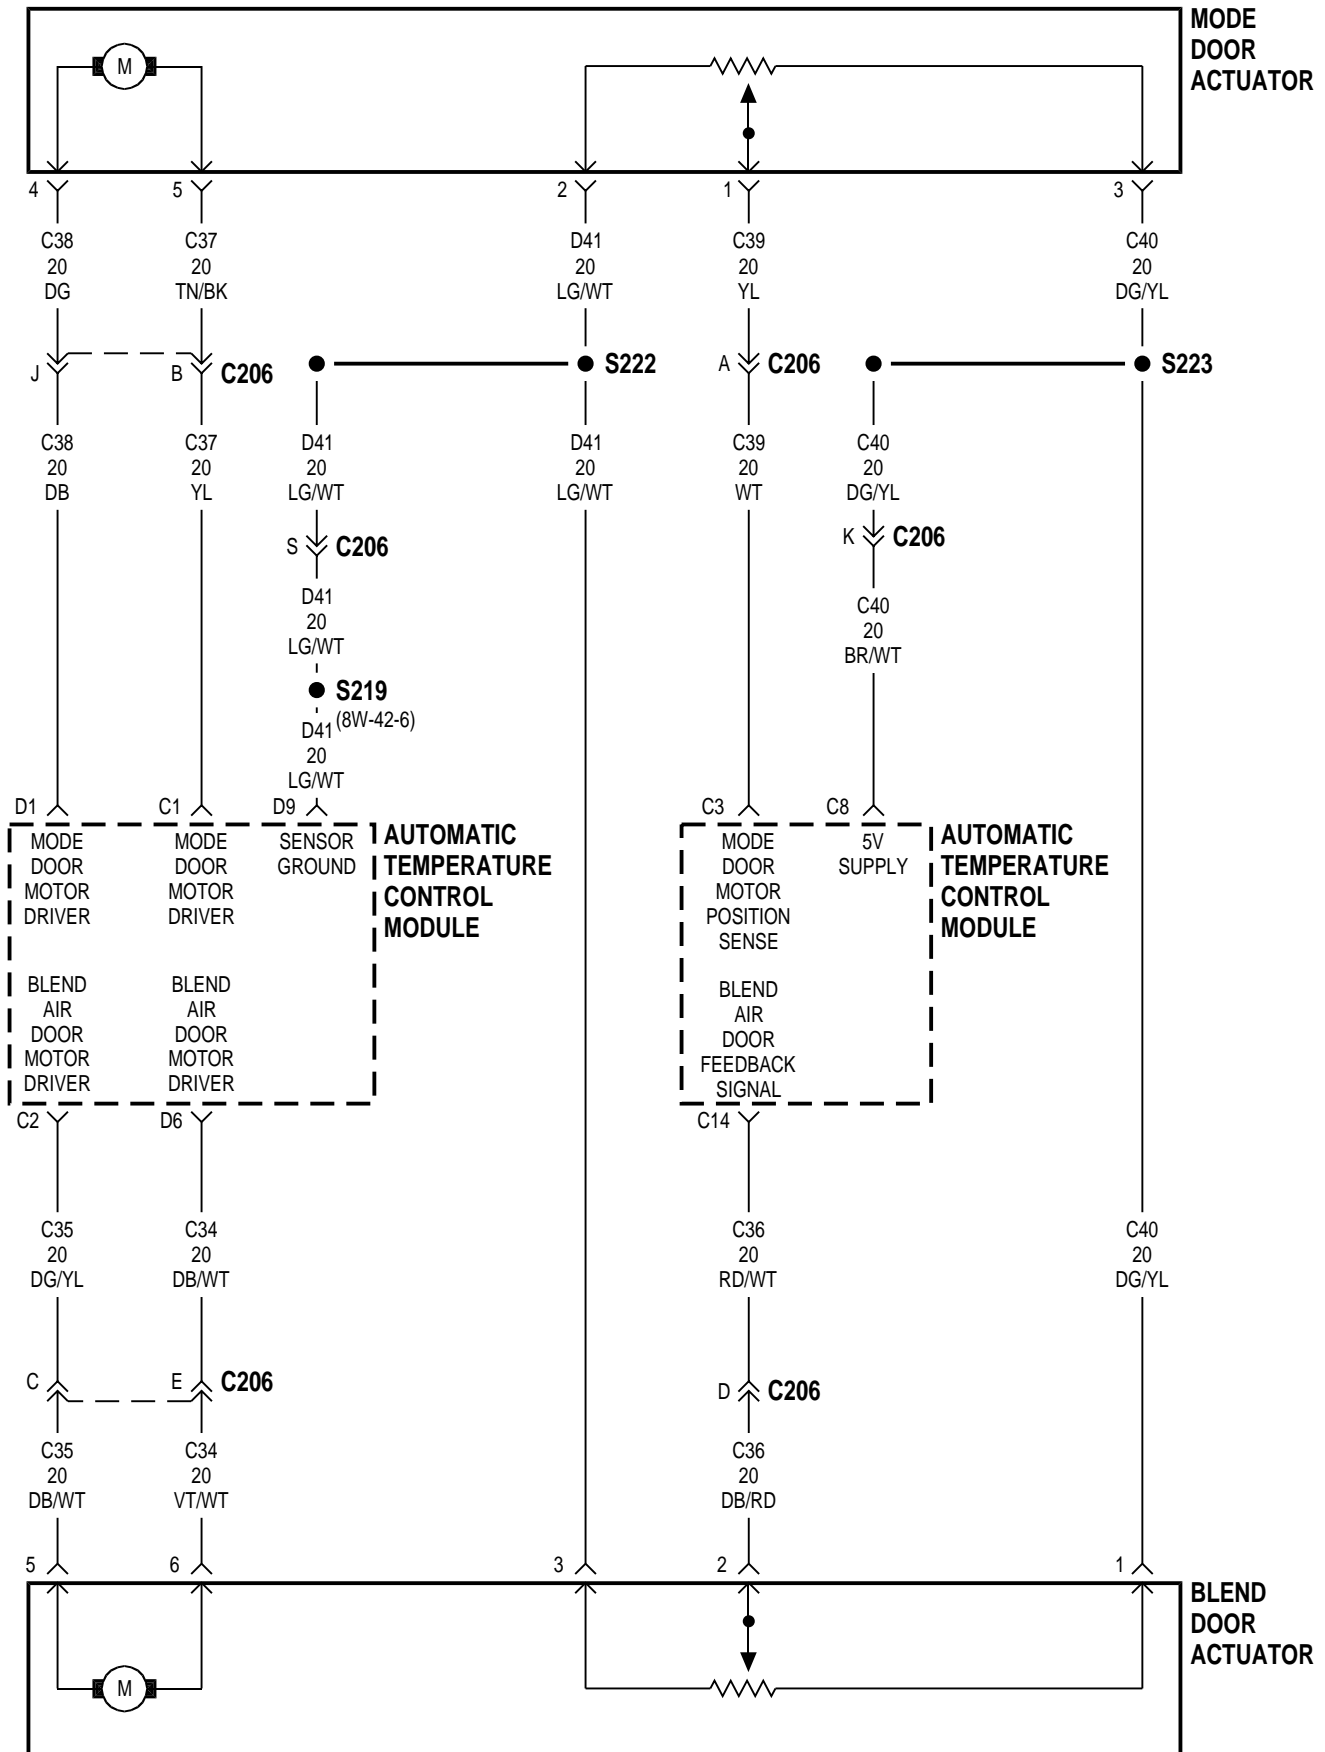 MODE
DOOR
ACTUATOR
M
4
5
2
1
3
C38
20
DG
C37
20
TN/BK
D41
20
LG/WT
C39
20
YL
C40
20
DG/YL
J
B
C206
S222
A
C206
S223
C38
20
DB
C37
20
YL
D41
20
LG/WT
D41
20
LG/WT
C39
20
WT
C40
20
DG/YL
S
C206
K
C206
D41
20
LG/WT
C40
20
BR/WT
S219
(8W-42-6)
D41
20
LG/WT
D1
C1
D9
C3
C8
MODE
DOOR
MOTOR
DRIVER
MODE
DOOR
MOTOR
DRIVER
SENSOR
GROUND
AUTOMATIC
TEMPERATURE
CONTROL
MODULE
MODE
DOOR
MOTOR
POSITION
SENSE
5V
SUPPLY
AUTOMATIC
TEMPERATURE
CONTROL
MODULE
BLEND
AIR
DOOR
MOTOR
DRIVER
BLEND
AIR
DOOR
MOTOR
DRIVER
BLEND
AIR
DOOR
FEEDBACK
SIGNAL
C2
D6
C14
C35
20
DG/YL
C34
20
DB/WT
C36
20
RD/WT
C40
20
DG/YL
C
E
C206
D
C206
C35
20
DB/WT
C34
20
VT/WT
C36
20
DB/RD
5
6
3
2
1
BLEND
DOOR
ACTUATOR
M